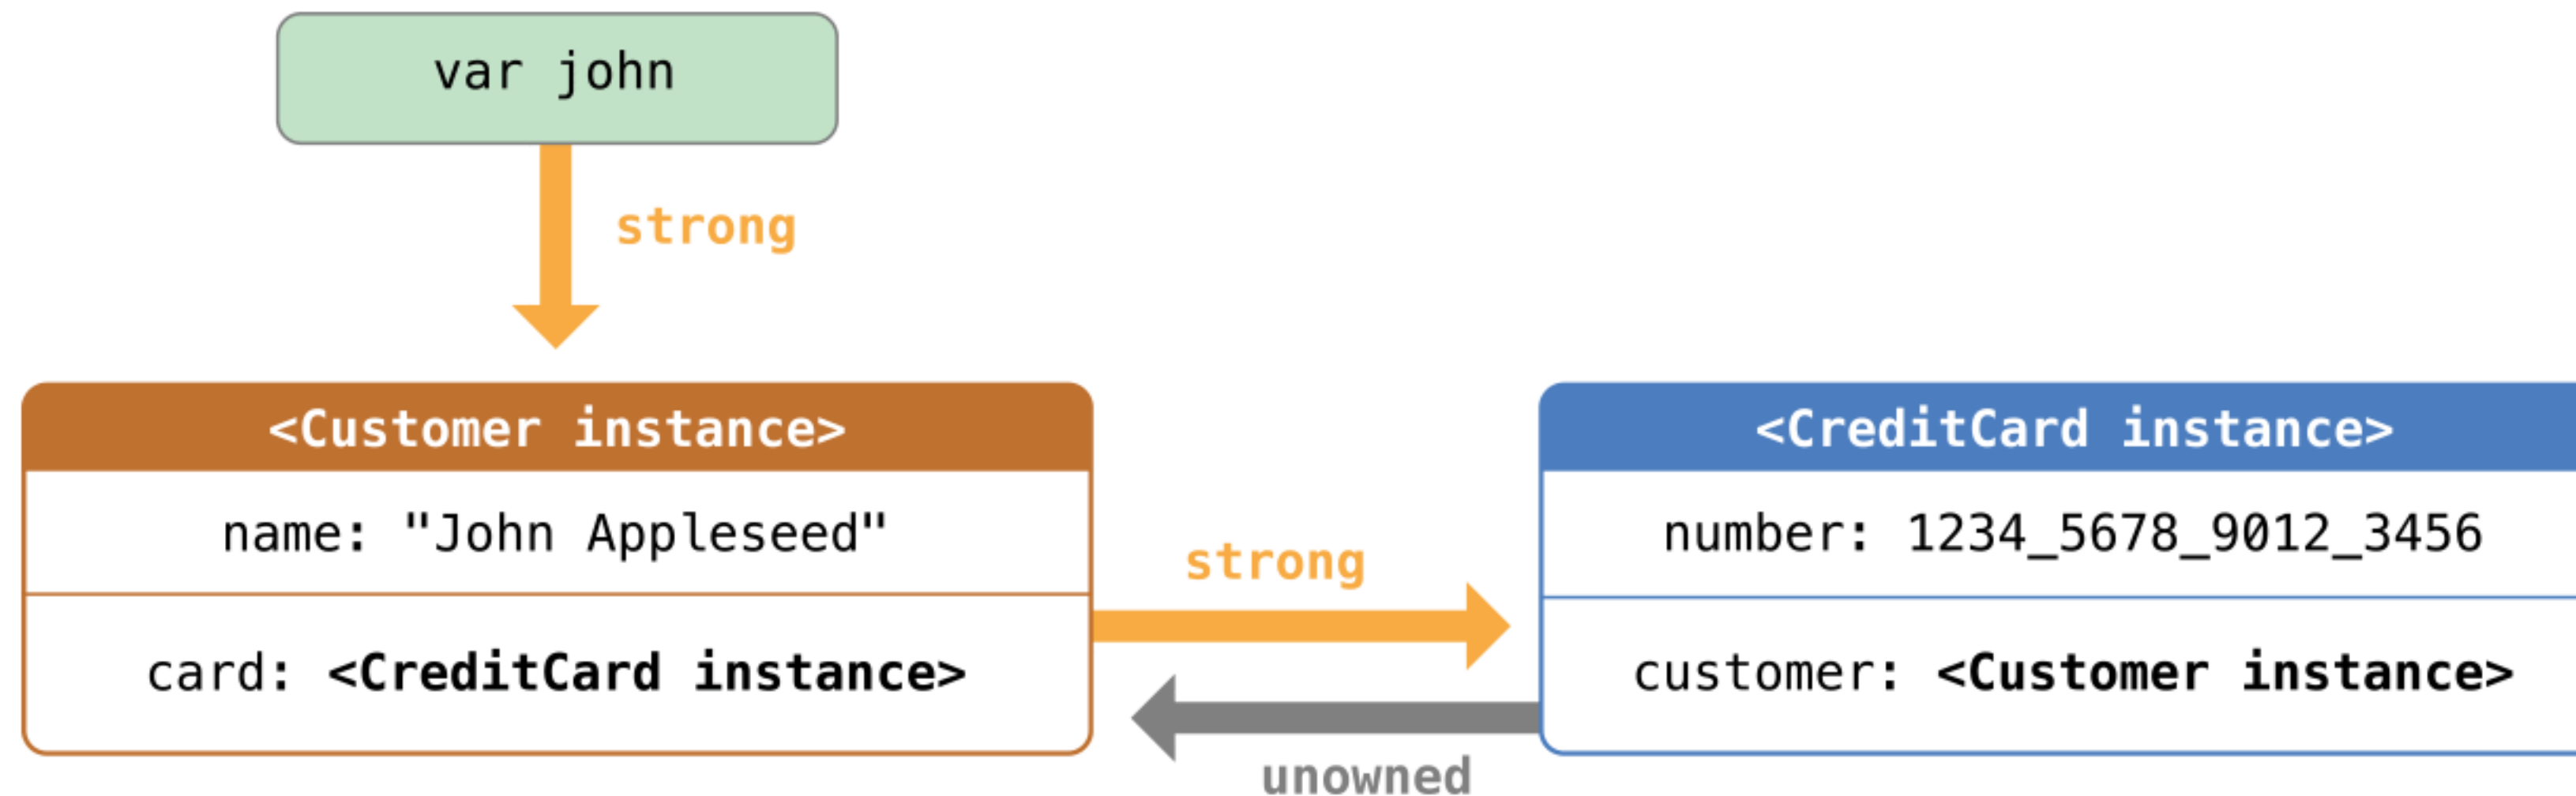 var john
strong
<Customer instance>
name: "John Appleseed"
card: <CreditCard instance>
strong
unowned
<CreditCard instance>
number: 1234_5678_9012_3456
customer: <Customer instance>